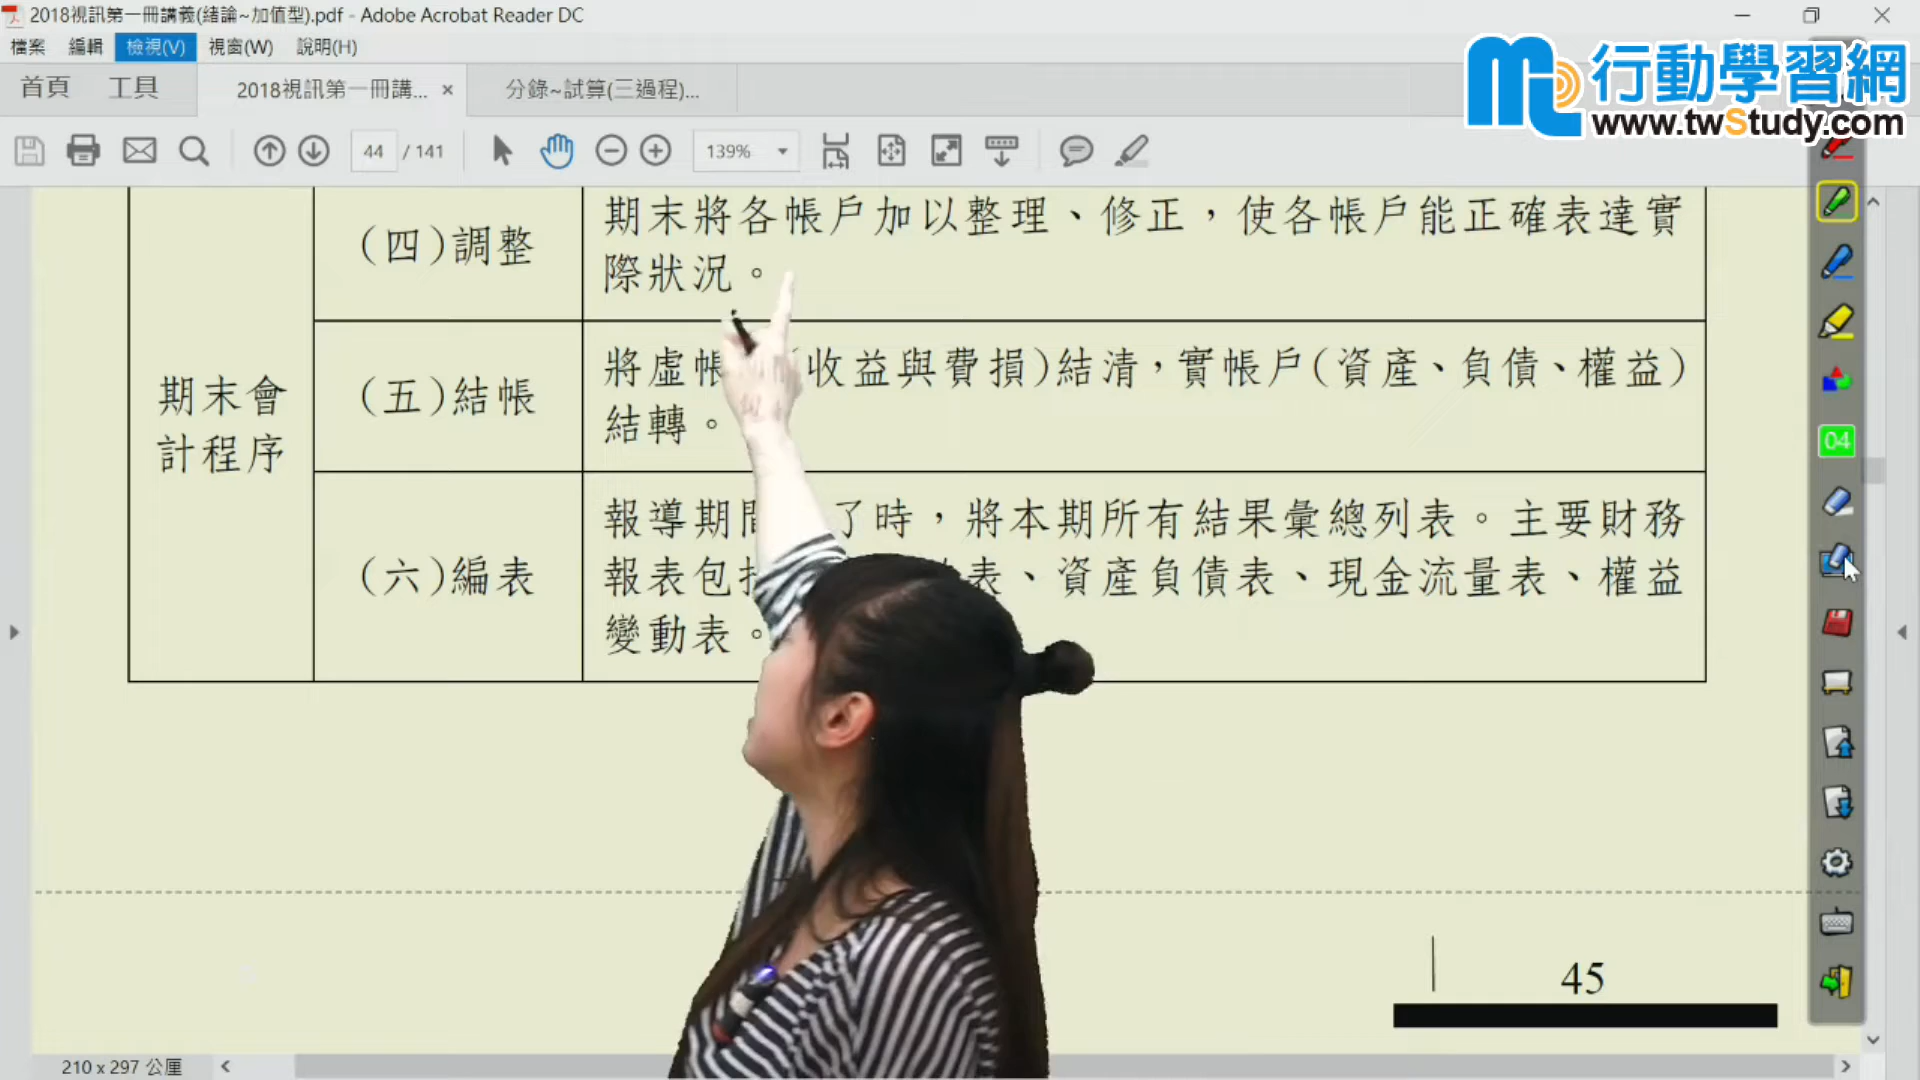 2018視訊第一冊講義(緒論~加值型).pdf - Adobe Acrobat Reader DC
檔案 編輯 檢視(V) 視窗(W) 說明(H)
首頁 工具 2018視訊第一冊講... × 分錄~試算(三過程)...
44 / 141 139%
行動學習網
www.twStudy.com
(四)調整
期末將各帳戶加以整理、修正，使各帳戶能正確表達實
際狀況。
期末會
計程序
(五)結帳
將虛帳 收益與費損)結清，實帳戶(資產、負債、權益)
結轉。
(六)編表
報導期間 了時，將本期所有結果彙總列表。主要財務
報表包 表、資產負債表、現金流量表、權益
變動表。
04
45
210 x 297 公厘